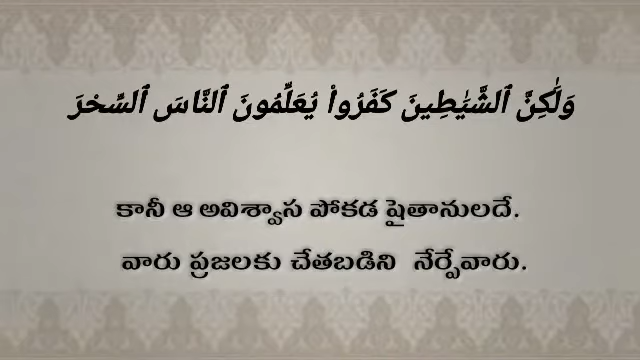 وَلَٰكِنَّ ٱلشَّيَٰطِينَ كَفَرُوا۟ يُعَلِّمُونَ ٱلنَّاسَ ٱلسِّحْرَ
కానీ ఆ అవిశ్వాస పోకడ షైతానులదే.
వారు ప్రజలకు చేతబడిని నేర్పేవారు.